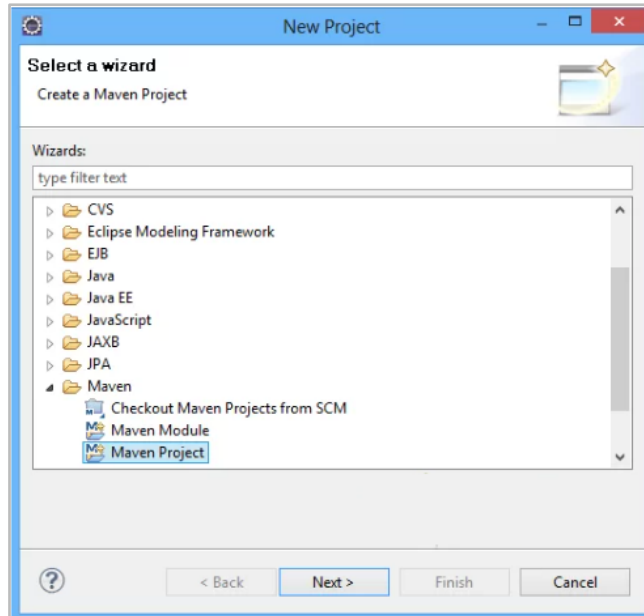 New Project
Select a wizard
Create a Maven Project
Wizards:
type filter text
CVS
Eclipse Modeling Framework
EJB
Java
Java EE
JavaScript
JAXB
JPA
Maven
Checkout Maven Projects from SCM
Maven Module
Maven Project
< Back Next > Finish Cancel